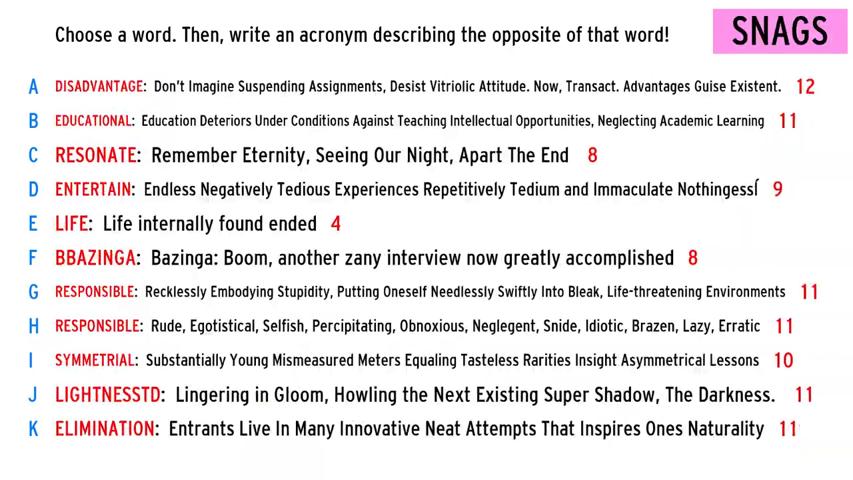 Choose a word. Then, write an acronym describing the opposite of that word!
SNAGS
A DISADVANTAGE: Don't Imagine Suspending Assignments, Desist Vitriolic Attitude. Now, Transact. Advantages Guise Existent. 12
B EDUCATIONAL: Education Deteriors Under Conditions Against Teaching Intellectual Opportunities, Neglecting Academic Learning 11
C RESONATE: Remember Eternity, Seeing Our Night, Apart The End 8
D ENTERTAIN: Endless Negatively Tedious Experiences Repetitively Tedium and Immaculate Nothingessí 9
E LIFE: Life internally found ended 4
F BBAZINGA: Bazinga: Boom, another zany interview now greatly accomplished 8
G RESPONSIBLE: Recklessly Embodying Stupidity, Putting Oneself Needlessly Swiftly Into Bleak, Life-threatening Environments 11
H RESPONSIBLE: Rude, Egotistical, Selfish, Percipitating, Obnoxious, Neglegent, Snide, Idiotic, Brazen, Lazy, Erratic 11
I SYMMETRIAL: Substantially Young Mismeasured Meters Equaling Tasteless Rarities Insight Asymmetrical Lessons 10
J LIGHTNESSTD: Lingering in Gloom, Howling the Next Existing Super Shadow, The Darkness. 11
K ELIMINATION: Entrants Live In Many Innovative Neat Attempts That Inspires Ones Naturality 11